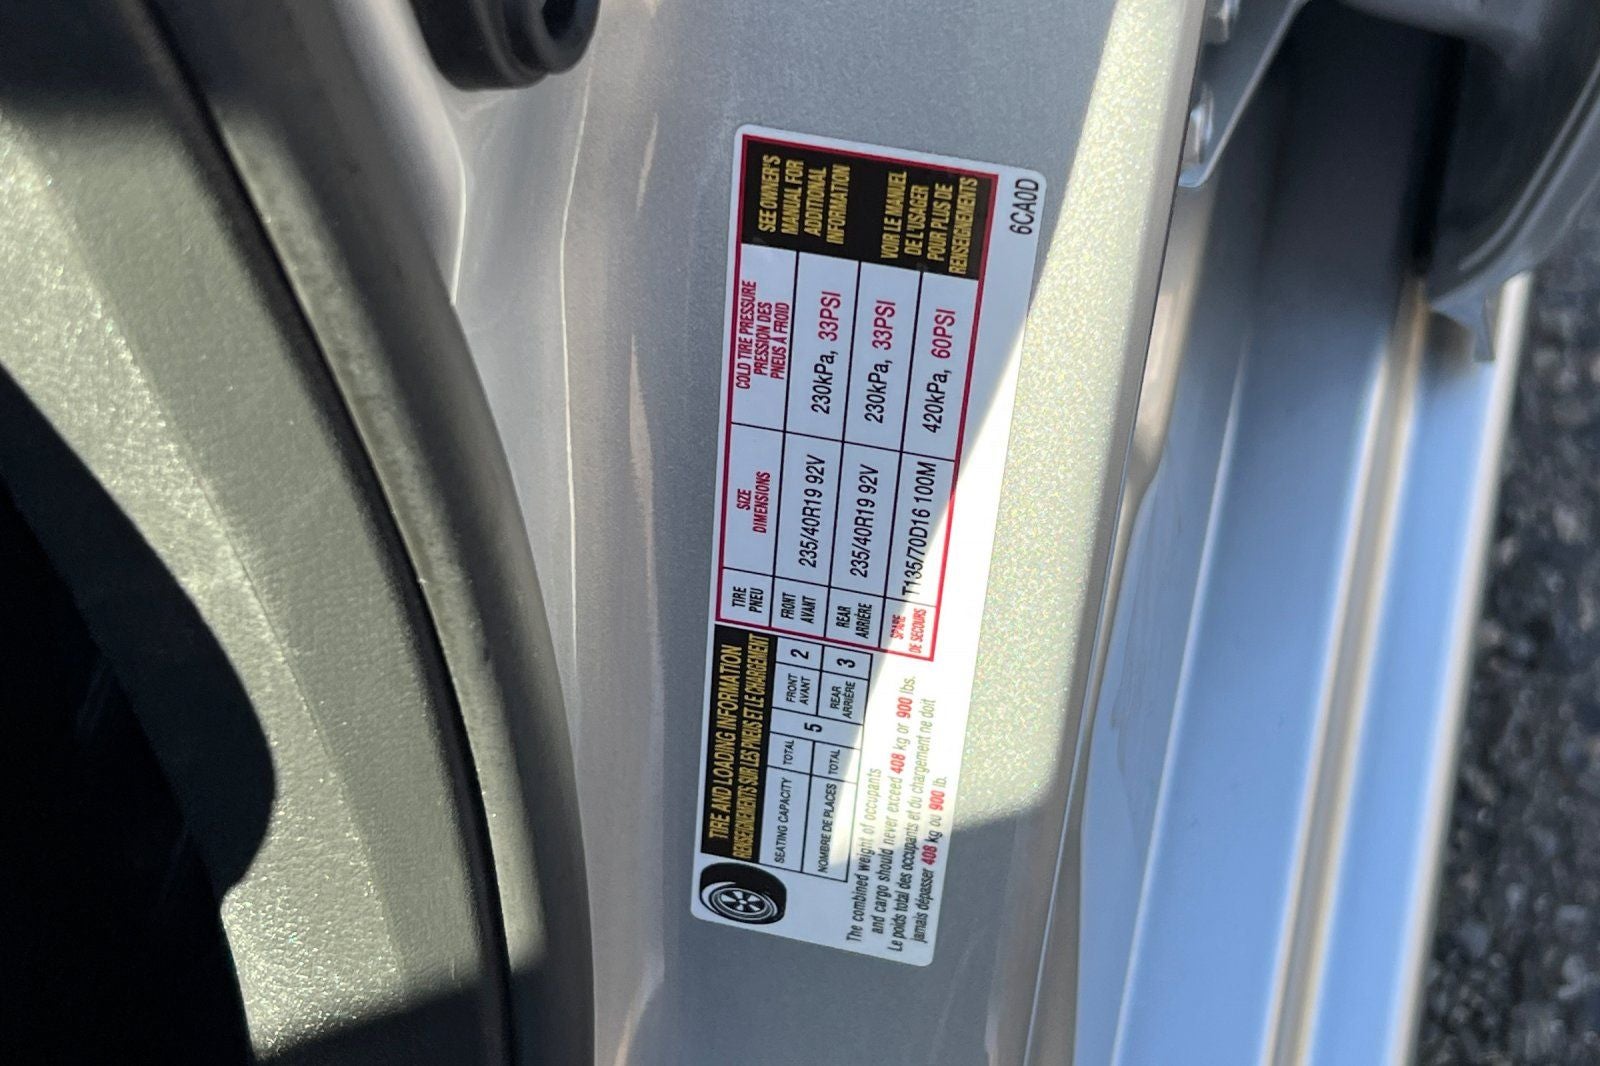 TIRE AND LOADING INFORMATION
RENSEIGNEMENTS SUR LES PNEUS ET LE CHARGEMENT
SEATING CAPACITY
NOMBRE DE PLACES
TOTAL
TOTAL
5
FRONT
AVANT
2
REAR
ARRIÈRE
3
The combined weight of occupants
and cargo should never exceed 408 kg or 900 lbs.
Le poids total des occupants et du chargement ne doit
jamais dépasser 408 kg ou 900 lb.
TIRE
PNEU
SIZE
DIMENSIONS
COLD TIRE PRESSURE
PRESSION DES
PNEUS À FROID
FRONT
AVANT
235/40R19 92V
230kPa, 33PSI
REAR
ARRIÈRE
235/40R19 92V
230kPa, 33PSI
SPARE
DE SECOURS
T135/70D16 100M
420kPa, 60PSI
SEE OWNER'S
MANUAL FOR
ADDITIONAL
INFORMATION
VOIR LE MANUEL
DE L'USAGER
POUR PLUS DE
RENSEIGNEMENTS
6CA0D